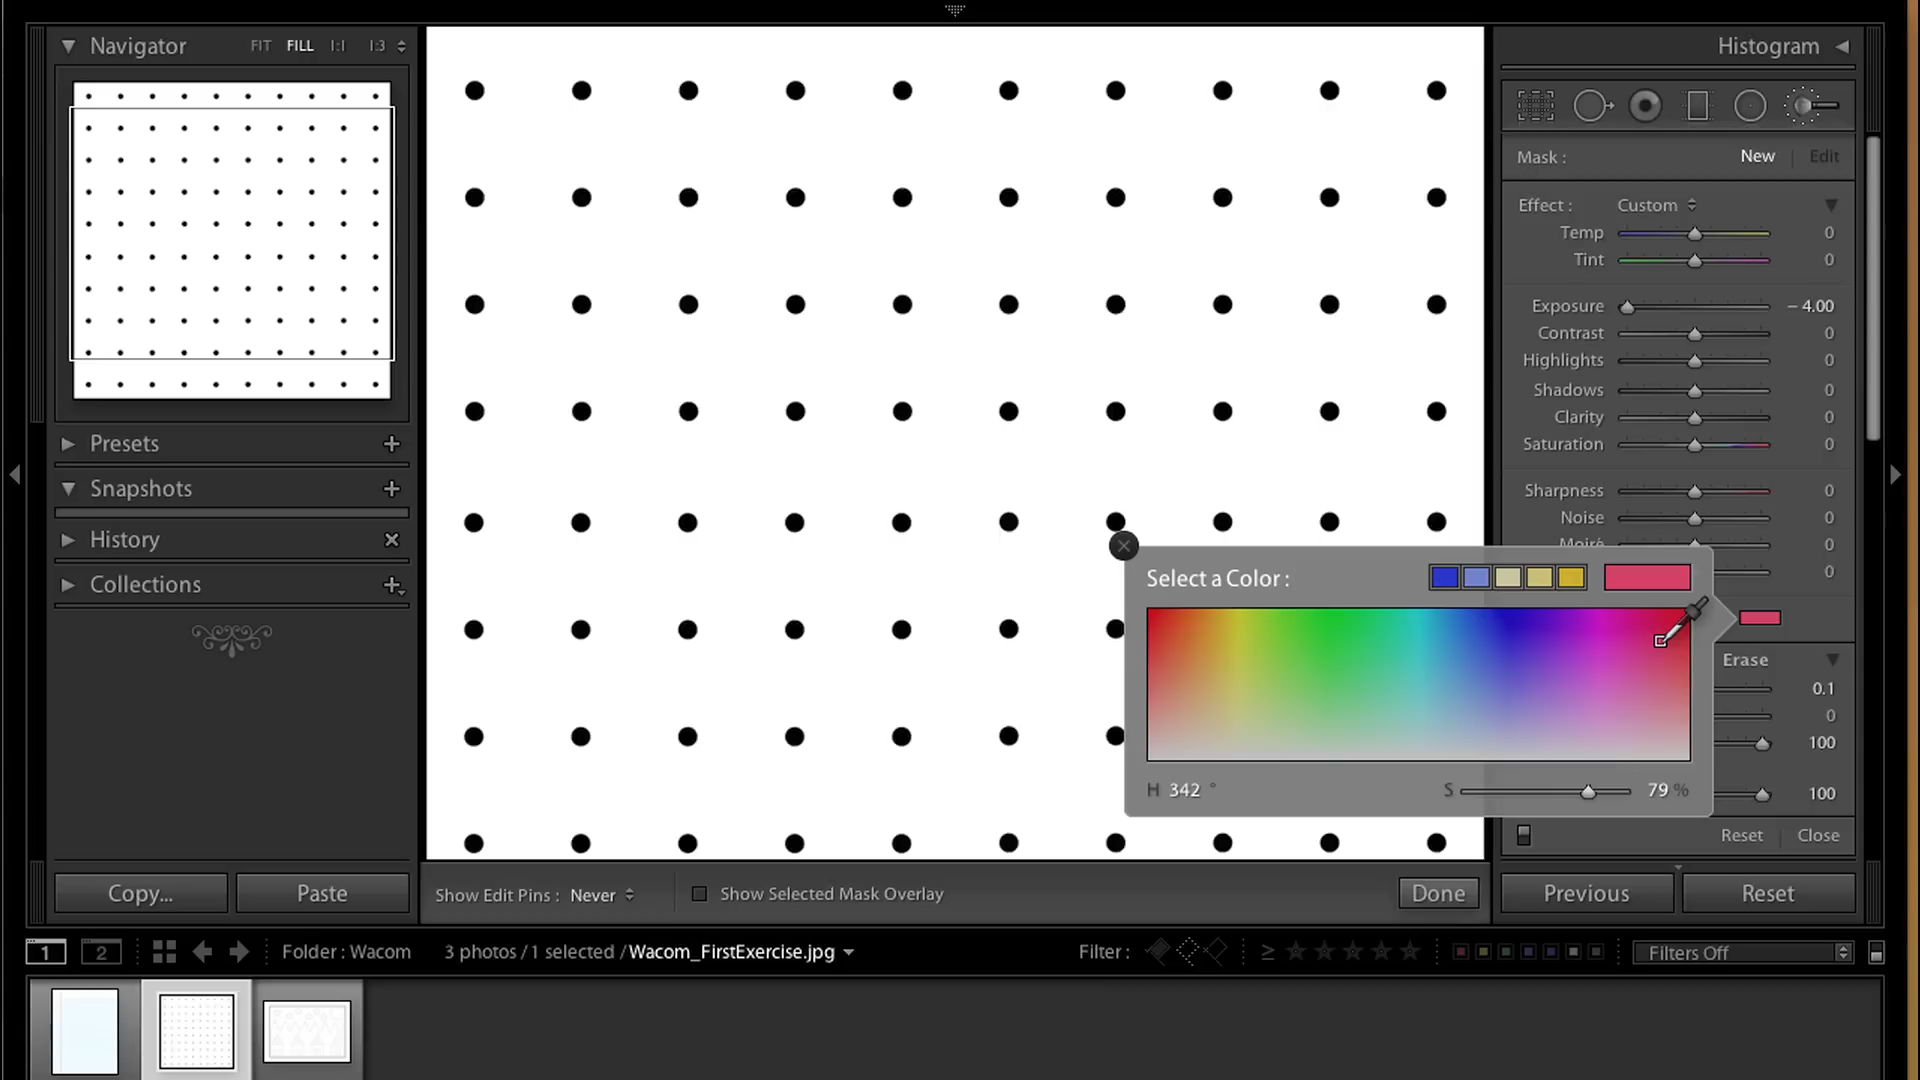 Navigator FIT FILL 1:1 1:3
Presets
Snapshots
History
Collections
Copy... Paste
Histogram
Mask : New | Edit
Effect : Custom
Temp 0
Tint 0
Exposure – 4.00
Contrast 0
Highlights 0
Shadows 0
Clarity 0
Saturation 0
Sharpness 0
Noise 0
Moiré 0
0
Select a Color :
H 342 ° S 79 %
Erase
0.1
0
100
100
Reset | Close
Show Edit Pins : Never Show Selected Mask Overlay Done
Previous Reset
1 2 Folder : Wacom 3 photos / 1 selected / Wacom_FirstExercise.jpg Filter : ≥ Filters Off